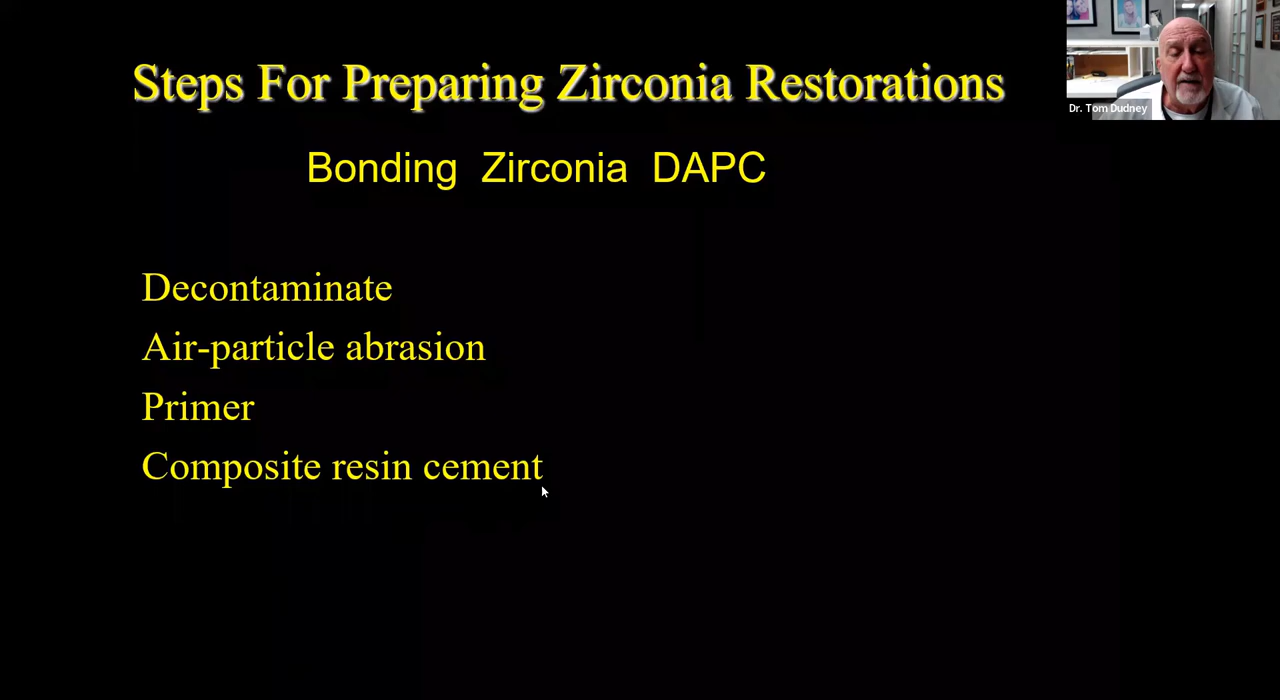 Steps For Preparing Zirconia Restorations
Dr. Tom Dudney
Bonding Zirconia DAPC
Decontaminate
Air-particle abrasion
Primer
Composite resin cement